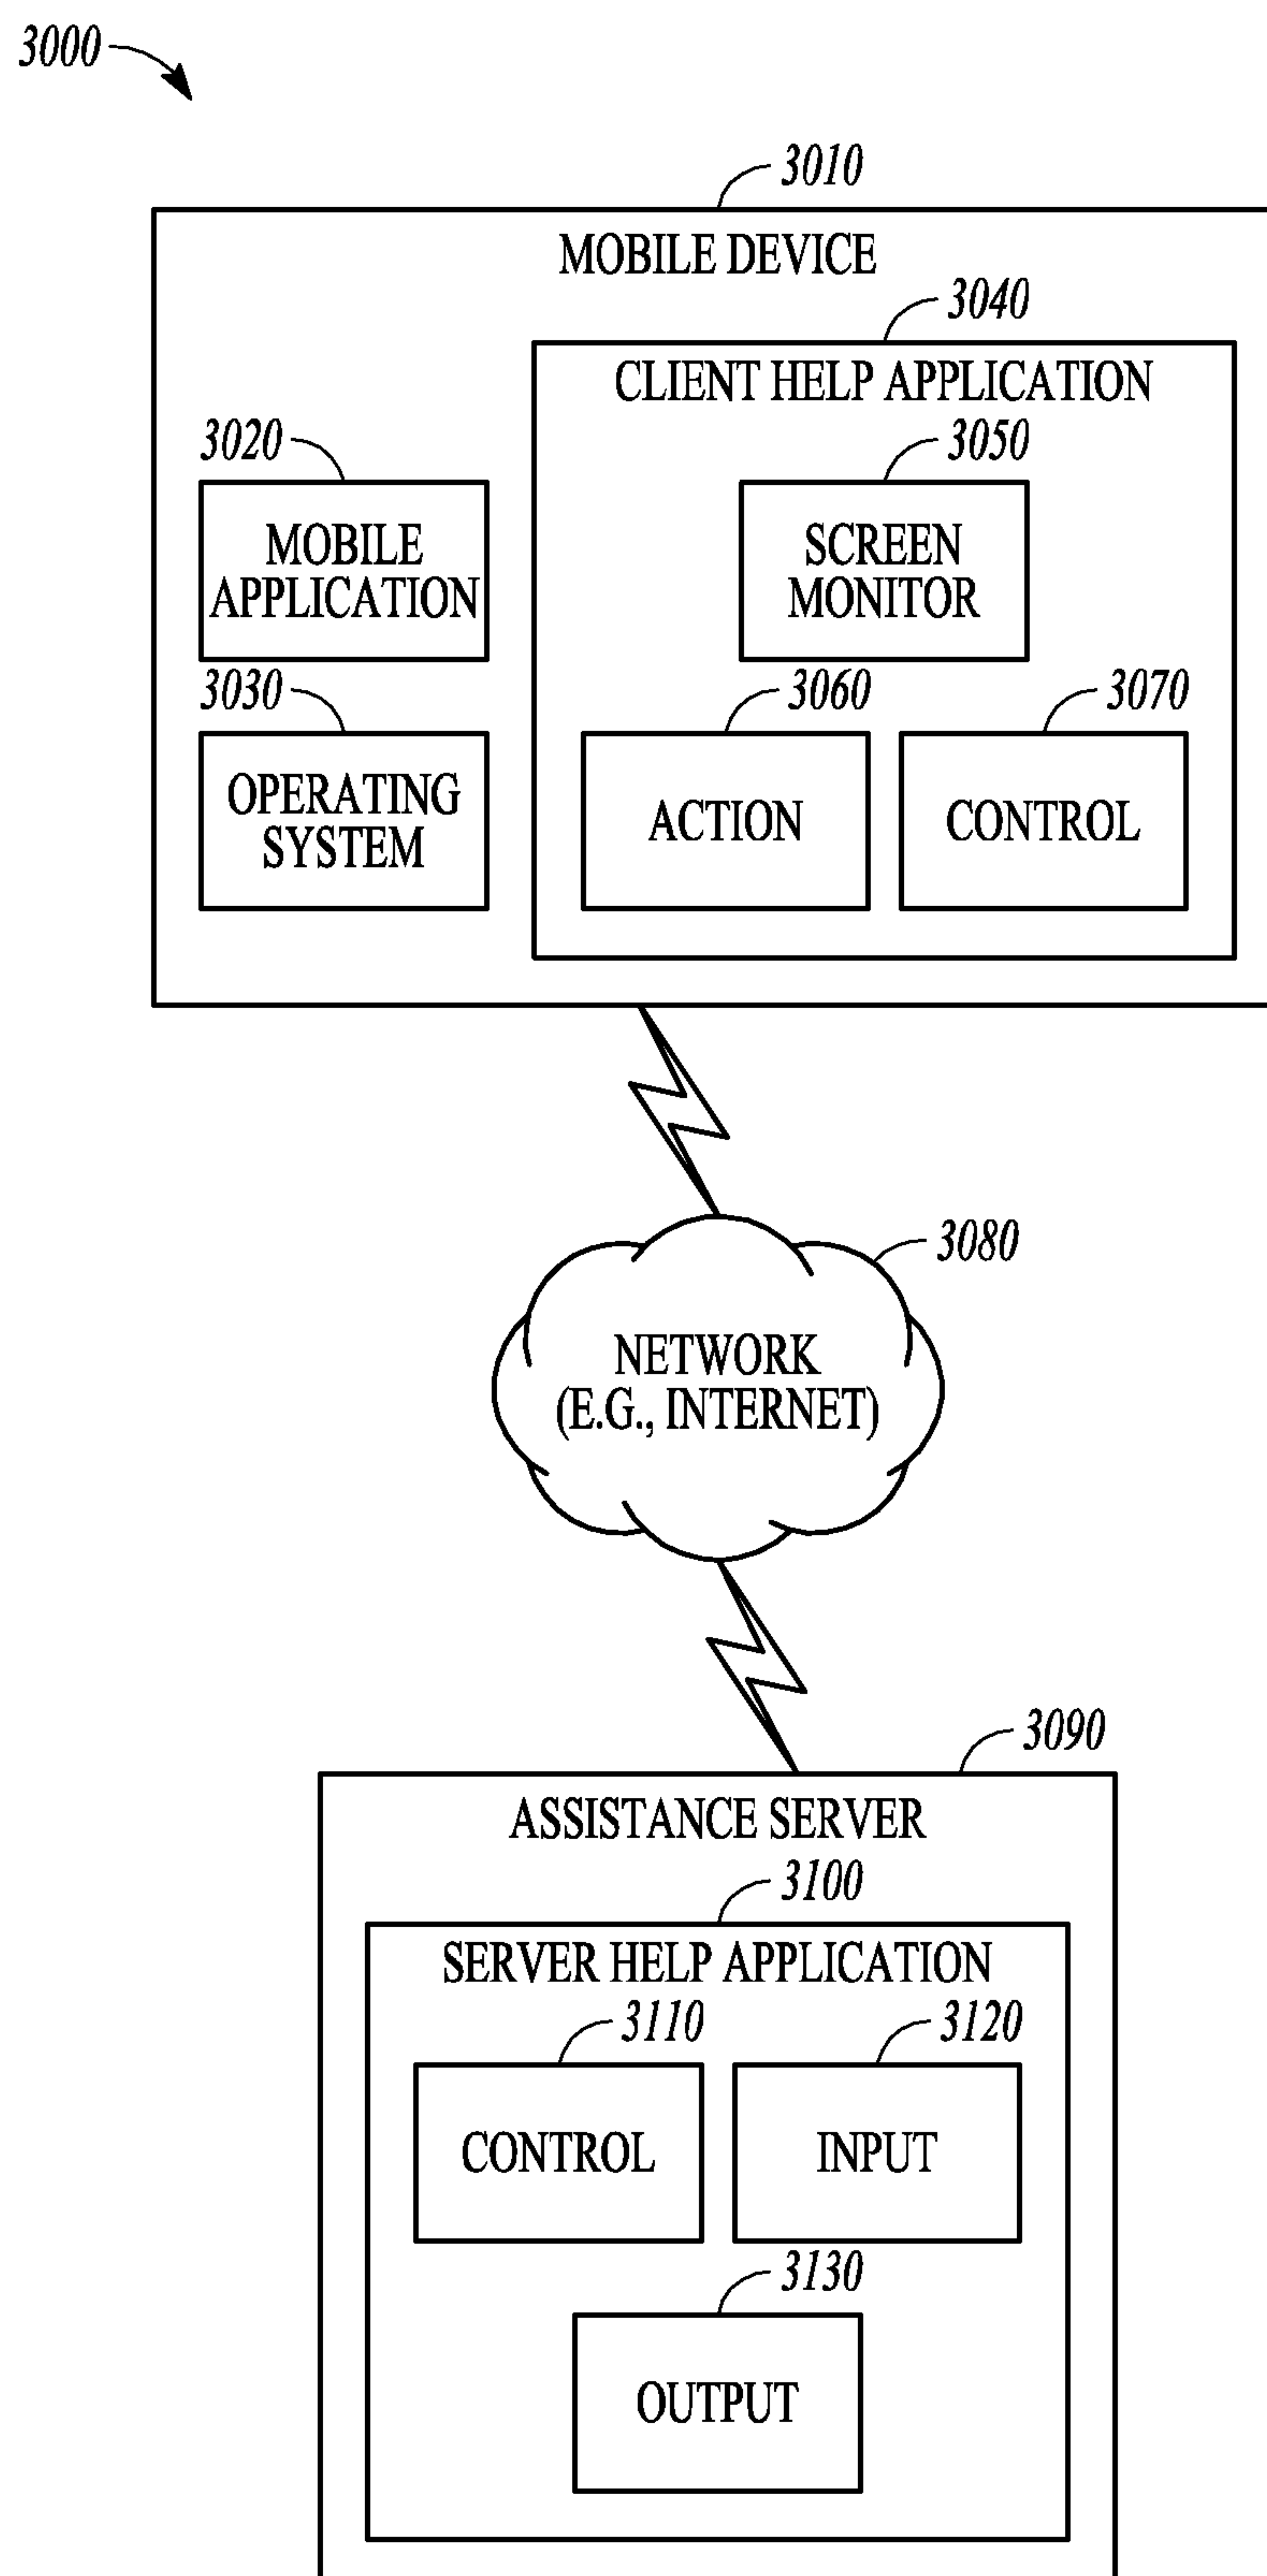 3000
3010
MOBILE DEVICE
3040
CLIENT HELP APPLICATION
3020
3050
MOBILE
APPLICATION
SCREEN
MONITOR
3030
3060
3070
OPERATING
SYSTEM
ACTION
CONTROL
3080
NETWORK
(E.G., INTERNET)
3090
ASSISTANCE SERVER
3100
SERVER HELP APPLICATION
3110
3120
CONTROL
INPUT
3130
OUTPUT